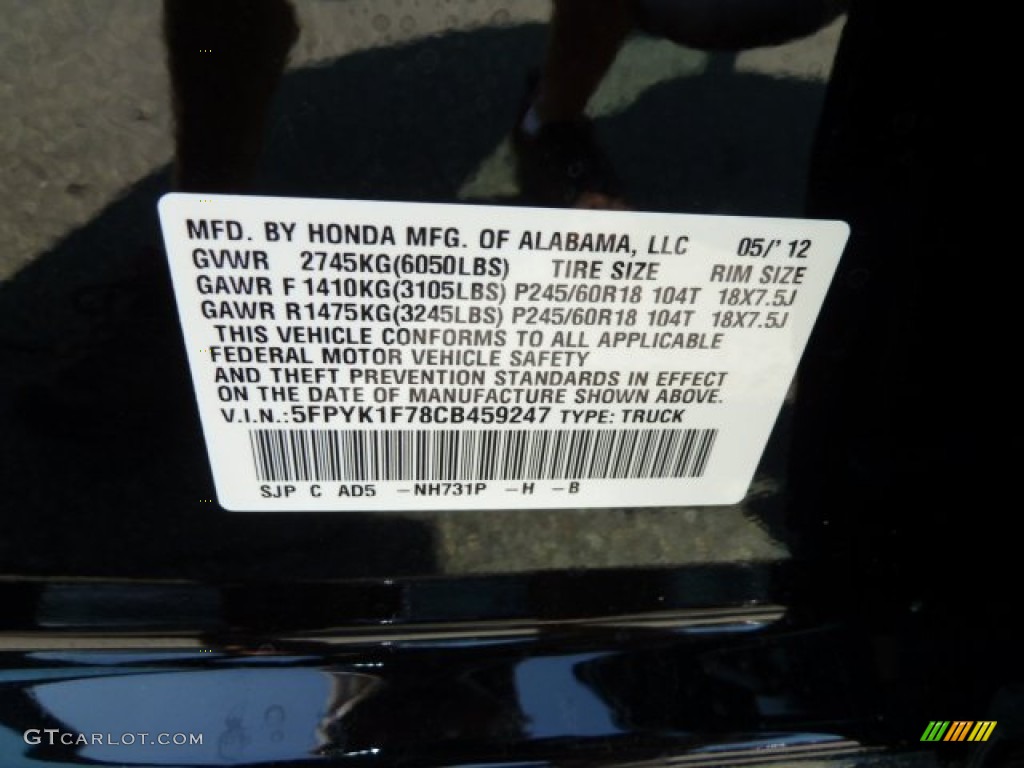 MFD. BY HONDA MFG. OF ALABAMA, LLC 05/'12
GVWR 2745KG(6050LBS) TIRE SIZE RIM SIZE
GAWR F 1410KG(3105LBS) P245/60R18 104T 18X7.5J
GAWR R1475KG(3245LBS) P245/60R18 104T 18X7.5J
THIS VEHICLE CONFORMS TO ALL APPLICABLE
FEDERAL MOTOR VEHICLE SAFETY
AND THEFT PREVENTION STANDARDS IN EFFECT
ON THE DATE OF MANUFACTURE SHOWN ABOVE.
V.I.N.:5FPYK1F78CB459247 TYPE: TRUCK
SJP C AD5 -NH731P -H -B
GTCARLOT.COM